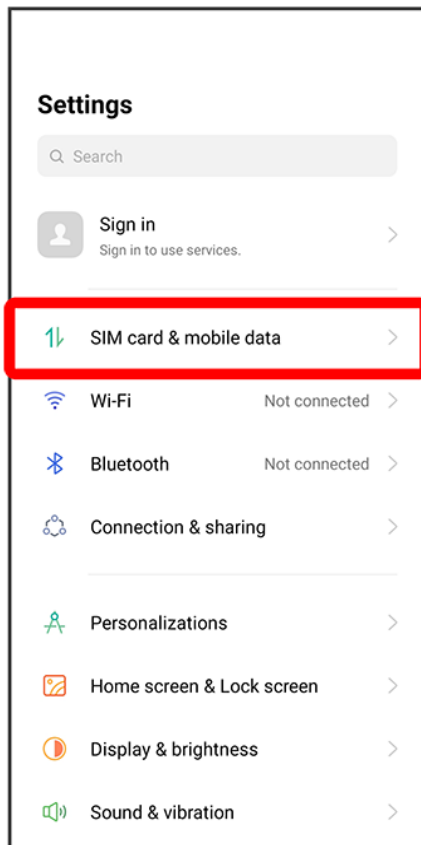 Settings
Search
Sign in
Sign in to use services.
SIM card & mobile data
Wi-Fi Not connected
Bluetooth Not connected
Connection & sharing
Personalizations
Home screen & Lock screen
Display & brightness
Sound & vibration